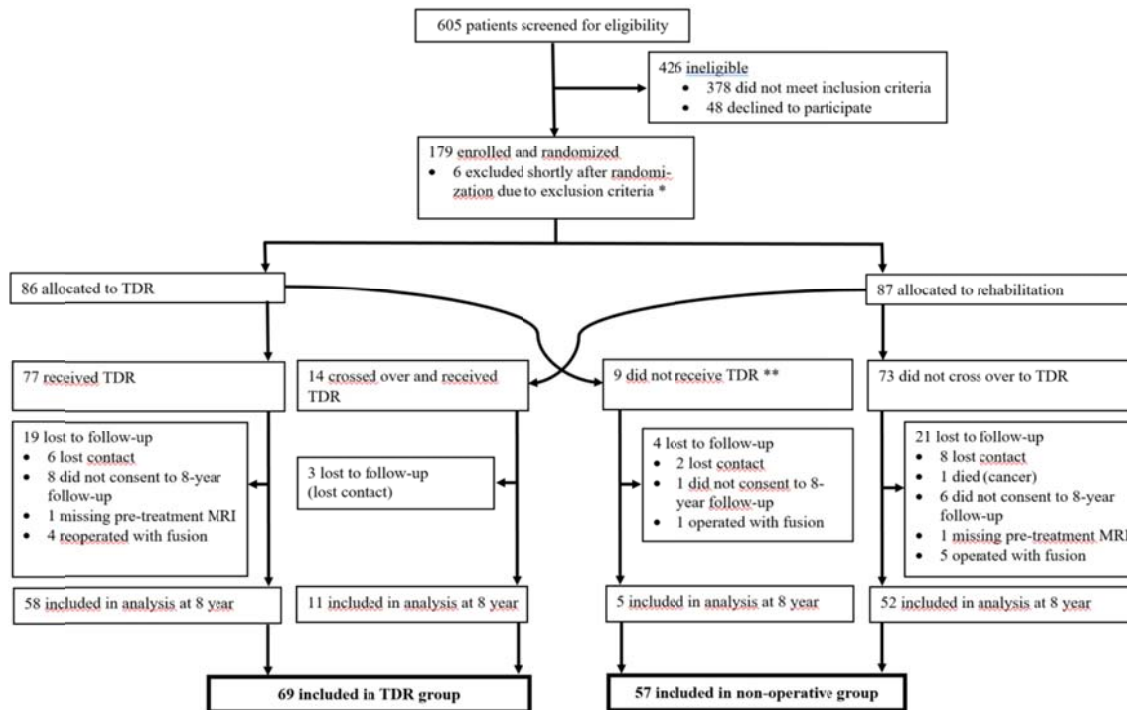 605 patients screened for eligibility
426 ineligible
• 378 did not meet inclusion criteria
• 48 declined to participate
179 enrolled and randomized
• 6 excluded shortly after randomi-
zation due to exclusion criteria *
86 allocated to TDR
87 allocated to rehabilitation
77 received TDR
14 crossed over and received
TDR
9 did not receive TDR **
73 did not cross over to TDR
19 lost to follow-up
• 6 lost contact
• 8 did not consent to 8-year
follow-up
• 1 missing pre-treatment MRI
• 4 reoperated with fusion
3 lost to follow-up
(lost contact)
4 lost to follow-up
• 2 lost contact
• 1 did not consent to 8-
year follow-up
• 1 operated with fusion
21 lost to follow-up
• 8 lost contact
• 1 died (cancer)
• 6 did not consent to 8-year
follow-up
• 1 missing pre-treatment MRI
• 5 operated with fusion
58 included in analysis at 8 year
11 included in analysis at 8 year
5 included in analysis at 8 year
52 included in analysis at 8 year
69 included in TDR group
57 included in non-operative group